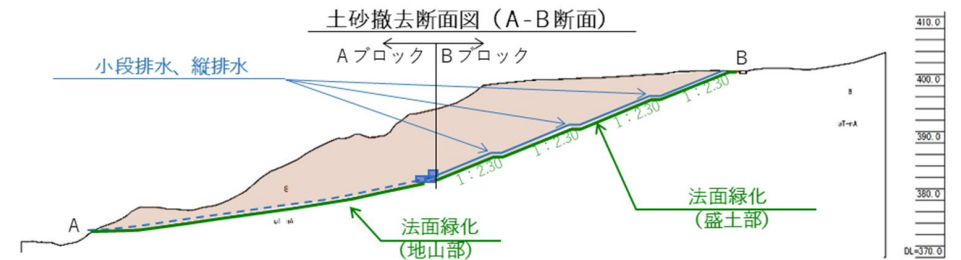 土砂撤去断面図（A-B断面）
Aブロック Bブロック
小段排水、縦排水
B
410.0
400.0
390.0
380.0
DL=370.0
1：2.30
1：2.30
1：2.30
1：2.30
A
法面緑化
(地山部)
法面緑化
(盛土部)